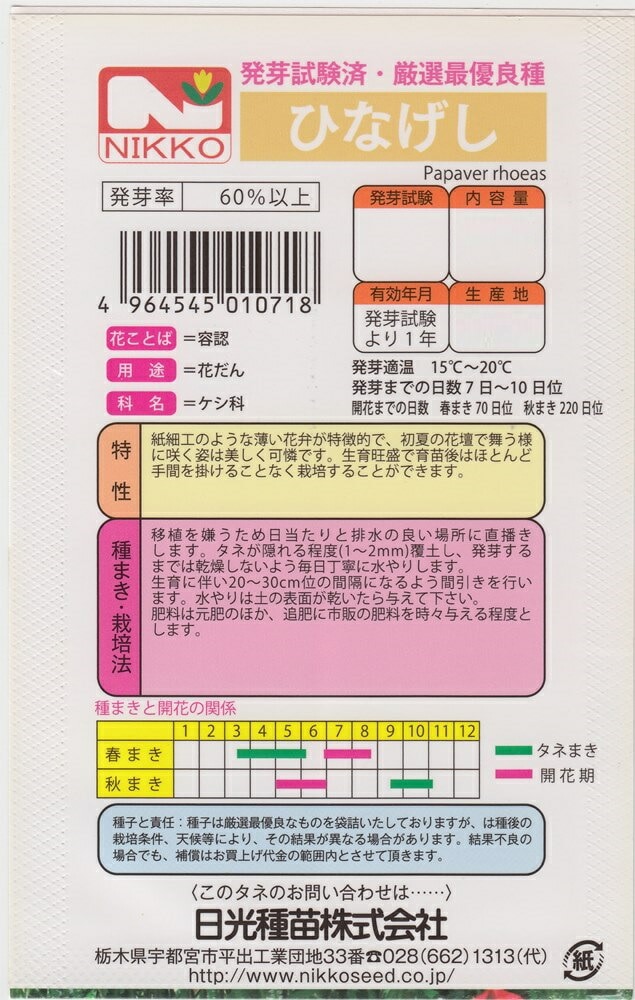 発芽試験済・厳選最優良種
NIKKO
ひなげし
Papaver rhoeas
発芽率 60%以上
発芽試験 内容量
4 964545 010718
有効年月 生産地
発芽試験
より1年
花ことば =容認
用途 =花だん
科名 =ケシ科
発芽適温 15℃〜20℃
発芽までの日数7日〜10日位
開花までの日数 春まき70日位 秋まき220日位
特性
紙細工のような薄い花弁が特徴的で、初夏の花壇で舞う様
に咲く姿は美しく可憐です。生育旺盛で育苗後はほとんど
手間を掛けることなく栽培することができます。
種まき・栽培法
移植を嫌うため日当たりと排水の良い場所に直播き
します。タネが隠れる程度(1〜2mm)覆土し、発芽する
までは乾燥しないよう毎日丁寧に水やりします。
生育に伴い20〜30cm位の間隔になるよう間引きを行い
ます。水やりは土の表面が乾いたら与えて下さい。
肥料は元肥のほか、追肥に市販の肥料を時々与える程度と
します。
種まきと開花の関係
1 2 3 4 5 6 7 8 9 10 11 12
春まき
秋まき
タネまき
開花期
種子と責任:種子は厳選最優良なものを袋詰いたしておりますが、は種後の
栽培条件、天候等により、その結果が異なる場合があります。結果不良の
場合でも、補償はお買上げ代金の範囲内とさせて頂きます。
〈このタネのお問い合わせは……〉
日光種苗株式会社
栃木県宇都宮市平出工業団地33番☎028(662)1313(代)
http://www.nikkoseed.co.jp/
紙